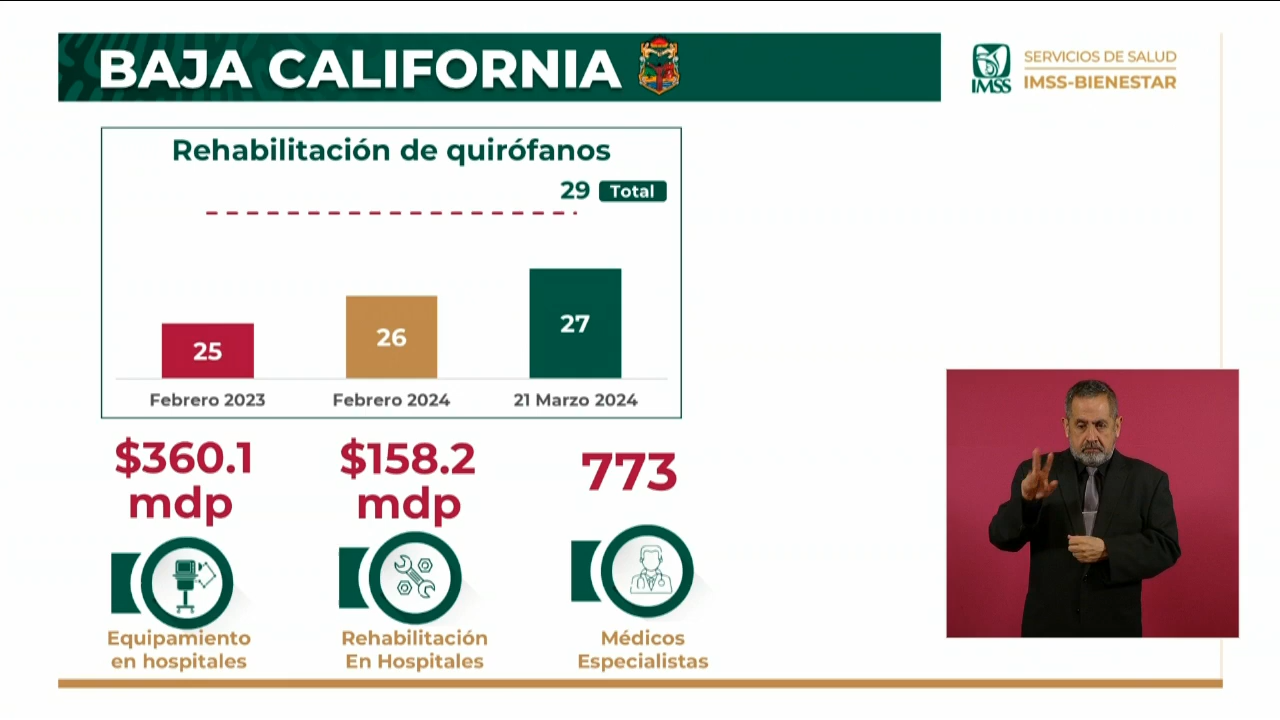 BAJA CALIFORNIA
IMSS
SERVICIOS DE SALUD
IMSS-BIENESTAR
Rehabilitación de quirófanos
29 Total
25
26
27
Febrero 2023
Febrero 2024
21 Marzo 2024
$360.1
mdp
Equipamiento
en hospitales
$158.2
mdp
Rehabilitación
En Hospitales
773
Médicos
Especialistas